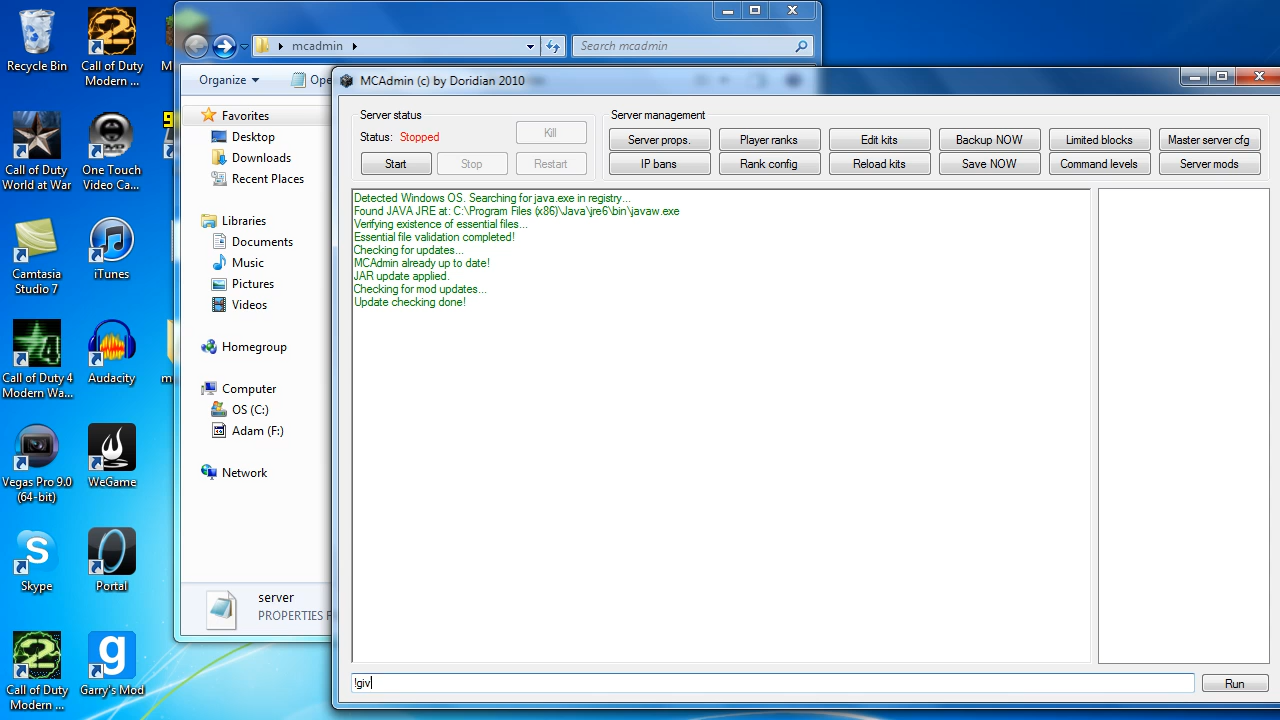 Recycle Bin
Call of Duty
Modern ...
Call of Duty
World at War
One Touch
Video Ca...
Camtasia
Studio 7
iTunes
Call of Duty 4
Modern Wa...
Audacity
Vegas Pro 9.0
(64-bit)
WeGame
Skype
Portal
Call of Duty
Modern ...
Garry's Mod
mcadmin
Search mcadmin
Organize
Favorites
Desktop
Downloads
Recent Places
Libraries
Documents
Music
Pictures
Videos
Homegroup
Computer
OS (C:)
Adam (F:)
Network
server
MCAdmin (c) by Doridian 2010
Server status
Status: Stopped
Kill
Start
Stop
Restart
Server management
Server props.
Player ranks
Edit kits
Backup NOW
Limited blocks
Master server cfg
IP bans
Rank config
Reload kits
Save NOW
Command levels
Server mods
Detected Windows OS. Searching for java.exe in registry...
Found JAVA JRE at: C:\Program Files (x86)\Java\jre6\bin\javaw.exe
Verifying existence of essential files...
Essential file validation completed!
Checking for updates...
MCAdmin already up to date!
JAR update applied.
Checking for mod updates...
Update checking done!
!giv
Run